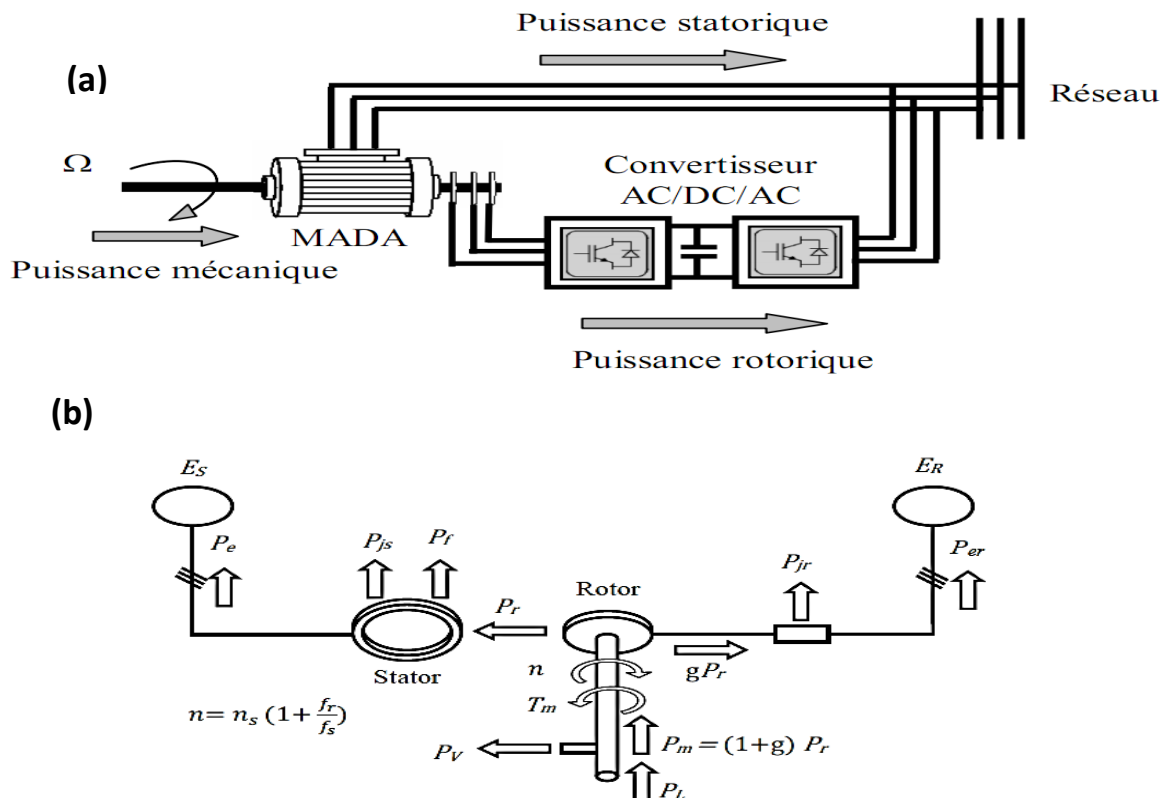 Puissance statorique
(a)
Réseau
Ω
Convertisseur
AC/DC/AC
MADA
Puissance mécanique
Puissance rotorique
(b)
E_S
E_R
P_e
P_js
P_f
P_jr
P_er
Rotor
P_r
Stator
n
gP_r
T_m
n = n_s (1+ f_r/f_s)
P_V
P_m = (1+g) P_r
P_L